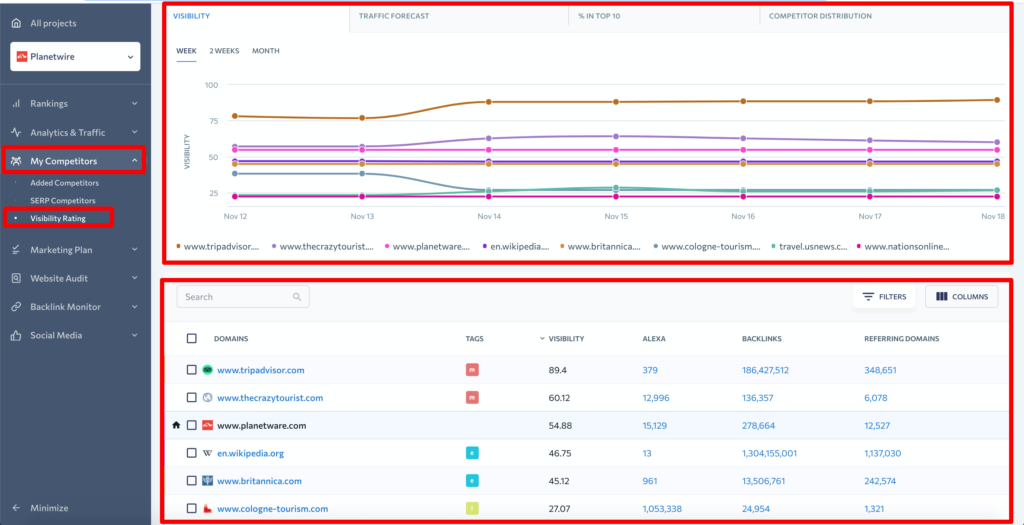 All projects
Planetwire
Rankings
Analytics & Traffic
My Competitors
Added Competitors
SERP Competitors
Visibility Rating
Marketing Plan
Website Audit
Backlink Monitor
Social Media
Minimize
VISIBILITY TRAFFIC FORECAST % IN TOP 10 COMPETITOR DISTRIBUTION
WEEK 2 WEEKS MONTH
VISIBILITY
100
75
50
25
Nov 12 Nov 13 Nov 14 Nov 15 Nov 16 Nov 17 Nov 18
www.tripadvisor.... www.thecrazytourist.... www.planetware.... en.wikipedia.... www.britannica.... www.cologne-tourism.... travel.usnews.c... www.nationsonline...
Search FILTERS COLUMNS
DOMAINS TAGS VISIBILITY ALEXA BACKLINKS REFERRING DOMAINS
www.tripadvisor.com m 89.4 379 186,427,512 348,651
www.thecrazytourist.com m 60.12 12,996 136,357 6,078
www.planetware.com 54.88 15,129 278,664 12,527
W en.wikipedia.org e 46.75 13 1,304,155,001 1,137,030
www.britannica.com e 45.12 961 13,506,761 242,574
www.cologne-tourism.com 27.07 1,053,338 24,954 1,321